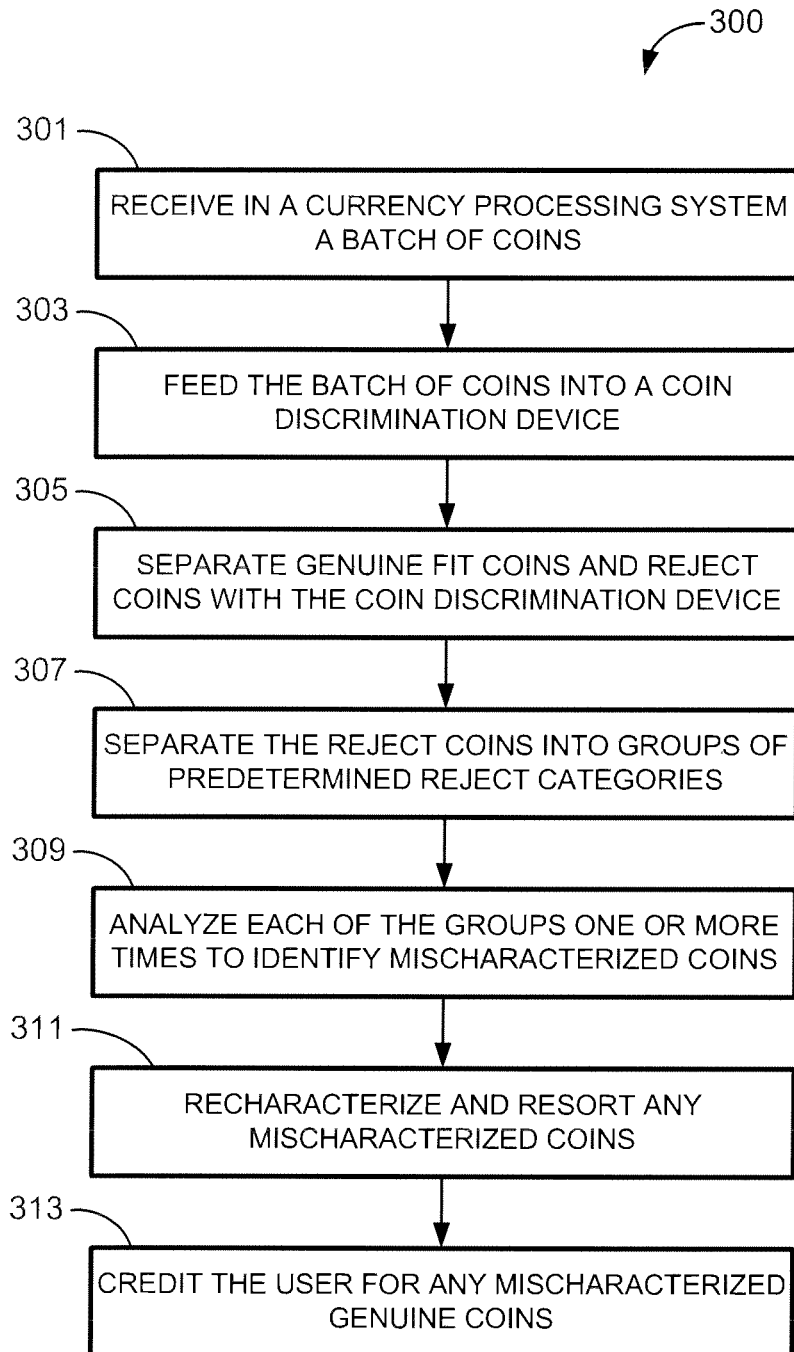 300
301
RECEIVE IN A CURRENCY PROCESSING SYSTEM
A BATCH OF COINS
303
FEED THE BATCH OF COINS INTO A COIN
DISCRIMINATION DEVICE
305
SEPARATE GENUINE FIT COINS AND REJECT
COINS WITH THE COIN DISCRIMINATION DEVICE
307
SEPARATE THE REJECT COINS INTO GROUPS OF
PREDETERMINED REJECT CATEGORIES
309
ANALYZE EACH OF THE GROUPS ONE OR MORE
TIMES TO IDENTIFY MISCHARACTERIZED COINS
311
RECHARACTERIZE AND RESORT ANY
MISCHARACTERIZED COINS
313
CREDIT THE USER FOR ANY MISCHARACTERIZED
GENUINE COINS